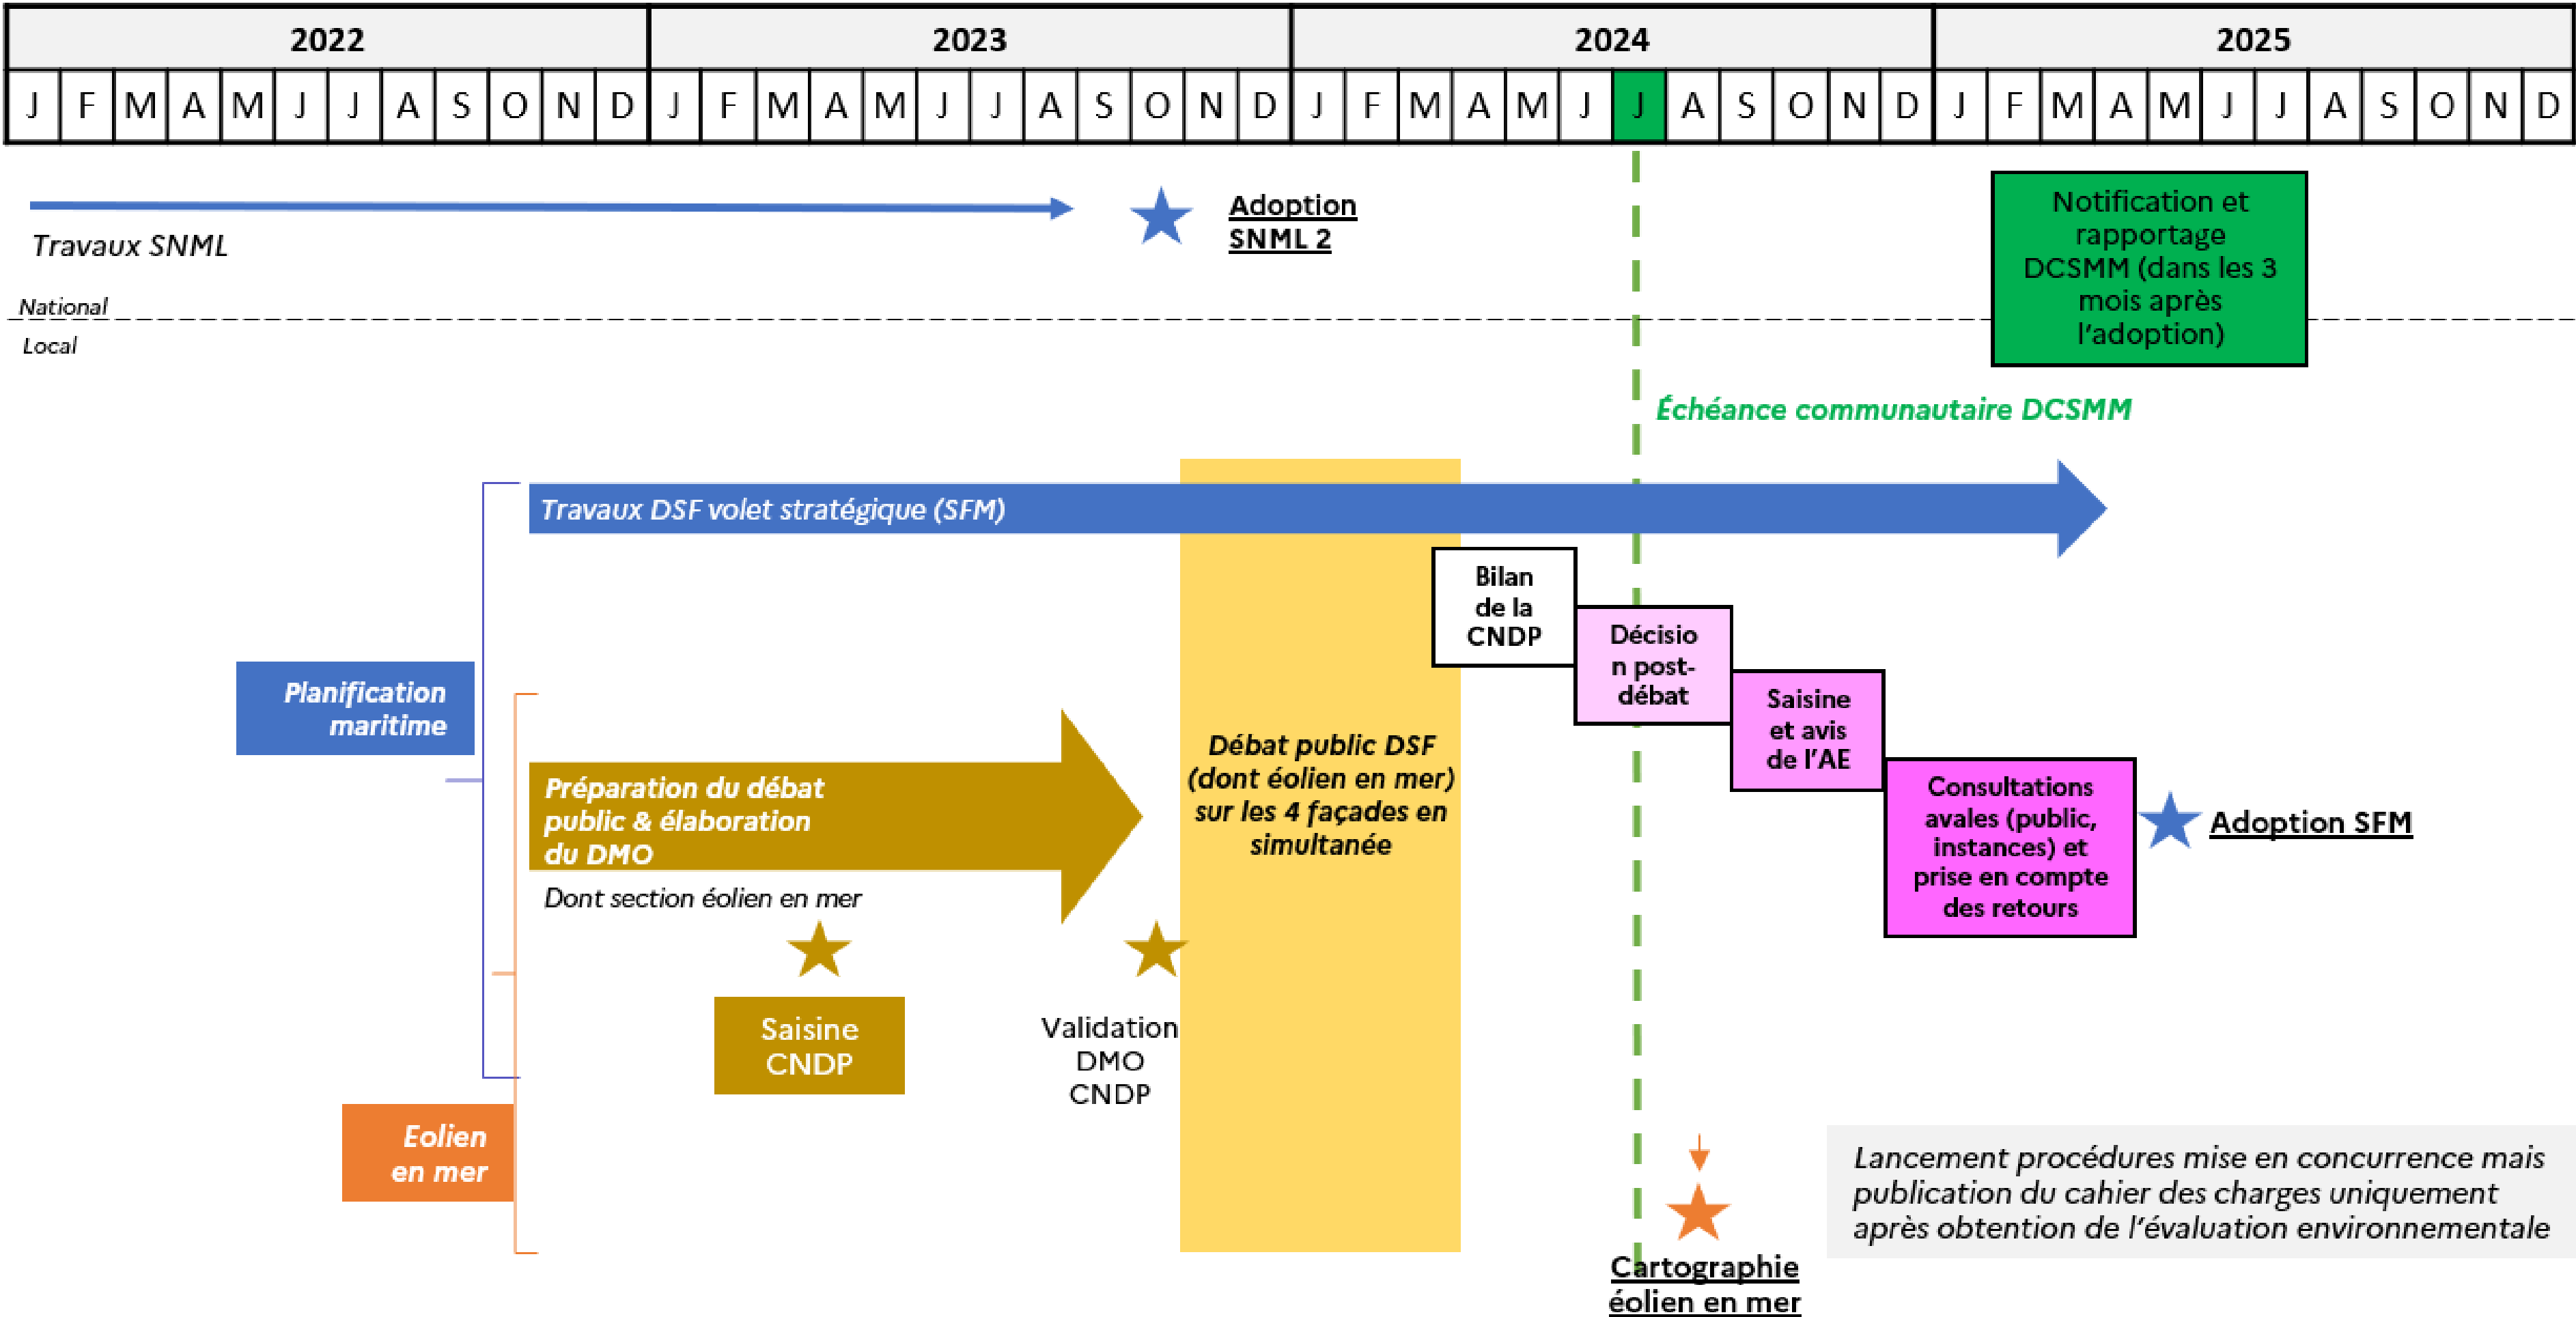 2022 2023 2024 2025
J F M A M J J A S O N D J F M A M J J A S O N D J F M A M J J A S O N D J F M A M J J A S O N D
Travaux SNML
Adoption
SNML 2
Notification et
rapportage
DCSMM (dans les 3
mois après
l'adoption)
National
Local
Échéance communautaire DCSMM
Travaux DSF volet stratégique (SFM)
Bilan
de la
CNDP
Décisio
n post-
débat
Saisine
et avis
de l'AE
Consultations
avales (public,
instances) et
prise en compte
des retours
Adoption SFM
Planification
maritime
Préparation du débat
public & élaboration
du DMO
Dont section éolien en mer
Débat public DSF
(dont éolien en mer)
sur les 4 façades en
simultanée
Saisine
CNDP
Validation
DMO
CNDP
Eolien
en mer
Cartographie
éolien en mer
Lancement procédures mise en concurrence mais
publication du cahier des charges uniquement
après obtention de l'évaluation environnementale